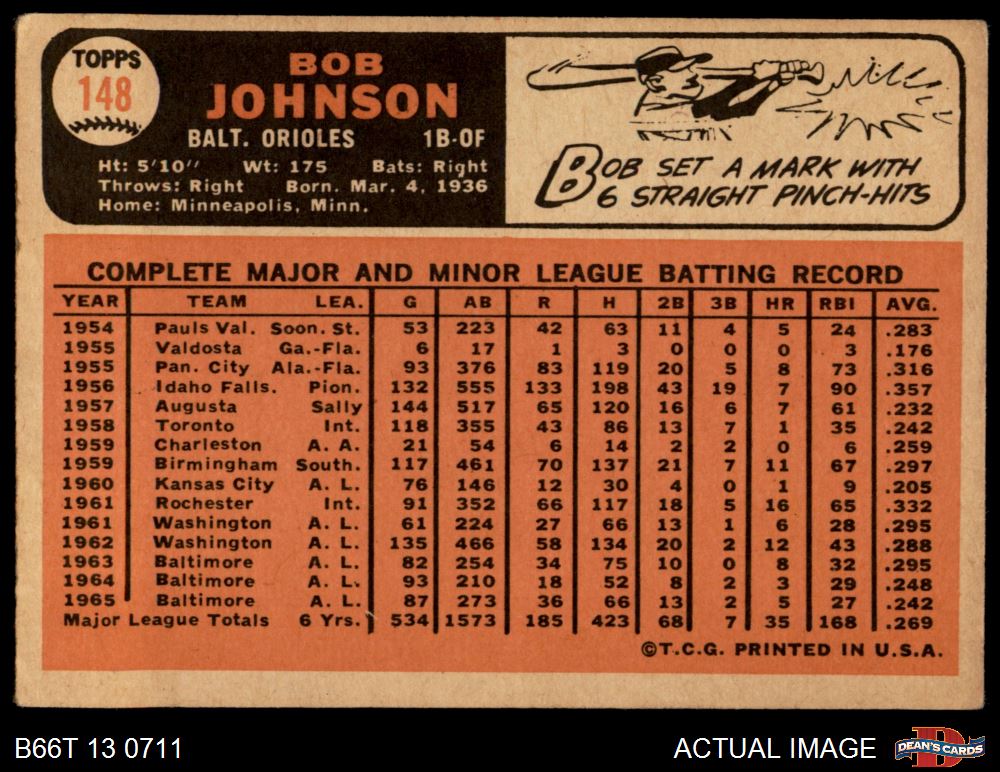 TOPPS
148
BOB
JOHNSON
BALT. ORIOLES 1B-OF
Ht: 5'10" Wt: 175 Bats: Right
Throws: Right Born. Mar. 4, 1936
Home: Minneapolis, Minn.
BOB SET A MARK WITH
6 STRAIGHT PINCH-HITS
COMPLETE MAJOR AND MINOR LEAGUE BATTING RECORD
YEAR TEAM LEA. G AB R H 2B 3B HR RBI AVG.
1954 Pauls Val. Soon. St. 53 223 42 63 11 4 5 24 .283
1955 Valdosta Ga.-Fla. 6 17 1 3 0 0 0 3 .176
1955 Pan. City Ala.-Fla. 93 376 83 119 20 5 8 73 .316
1956 Idaho Falls. Pion. 132 555 133 198 43 19 7 90 .357
1957 Augusta Sally 144 517 65 120 16 6 7 61 .232
1958 Toronto Int. 118 355 43 86 13 7 1 35 .242
1959 Charleston A. A. 21 54 6 14 2 2 0 6 .259
1959 Birmingham South. 117 461 70 137 21 7 11 67 .297
1960 Kansas City A. L. 76 146 12 30 4 0 1 9 .205
1961 Rochester Int. 91 352 66 117 18 5 16 65 .332
1961 Washington A. L. 61 224 27 66 13 1 6 28 .295
1962 Washington A. L. 135 466 58 134 20 2 12 43 .288
1963 Baltimore A. L. 82 254 34 75 10 0 8 32 .295
1964 Baltimore A. L. 93 210 18 52 8 2 3 29 .248
1965 Baltimore A. L. 87 273 36 66 13 2 5 27 .242
Major League Totals 6 Yrs. 534 1573 185 423 68 7 35 168 .269
©T.C.G. PRINTED IN U.S.A.
B66T 13 0711 ACTUAL IMAGE DEAN'S CARDS